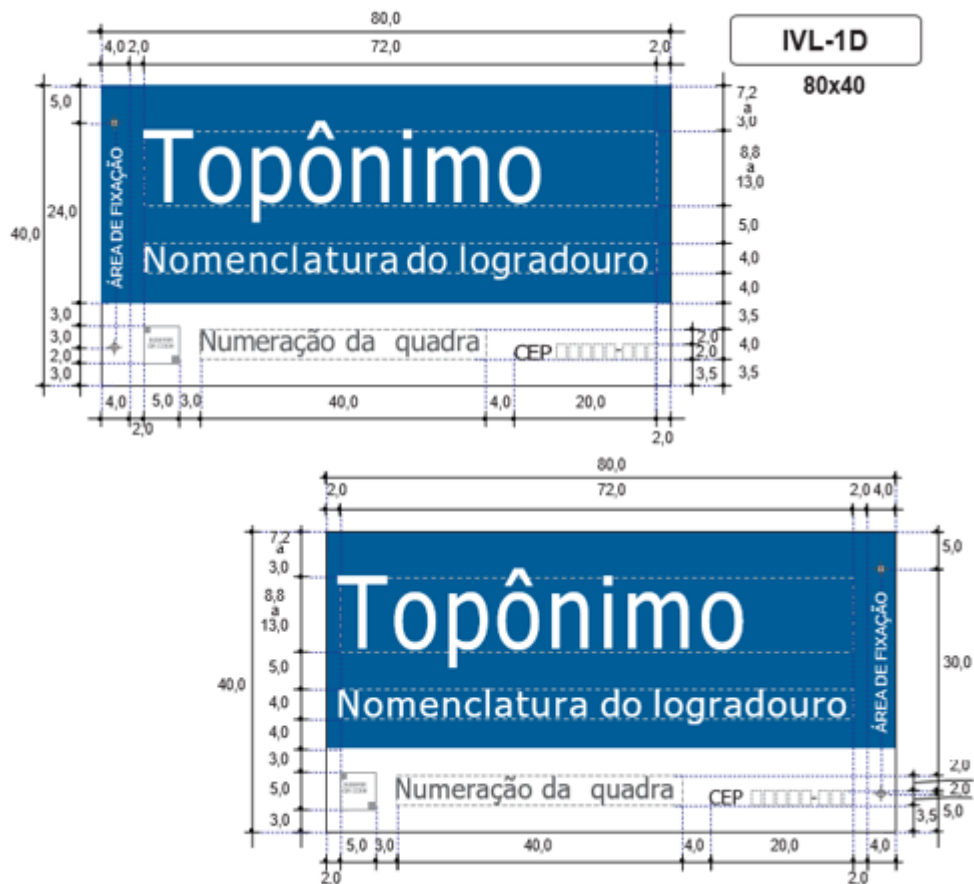 80,0
4,0 2,0 72,0 2,0
IVL-1D
80x40
5,0
24,0
40,0
3,0
3,0
2,0
3,0
ÁREA DE FIXAÇÃO
Topônimo
Nomenclatura do logradouro
Numeração da quadra
CEP
7,2
a
3,0
8,8
a
13,0
5,0
4,0
4,0
3,5
2,0
2,0
4,0
3,5
3,5
4,0 5,0 3,0 40,0 4,0 20,0
2,0 2,0
80,0
2,0 72,0 2,0 4,0
7,2
a
3,0
8,8
a
13,0
5,0
4,0
4,0
3,0
5,0
3,0
40,0
Topônimo
Nomenclatura do logradouro
ÁREA DE FIXAÇÃO
Numeração da quadra
CEP
5,0
30,0
2,0
2,0
5,0
3,5
5,0 3,0 40,0 4,0 20,0 4,0
2,0 2,0